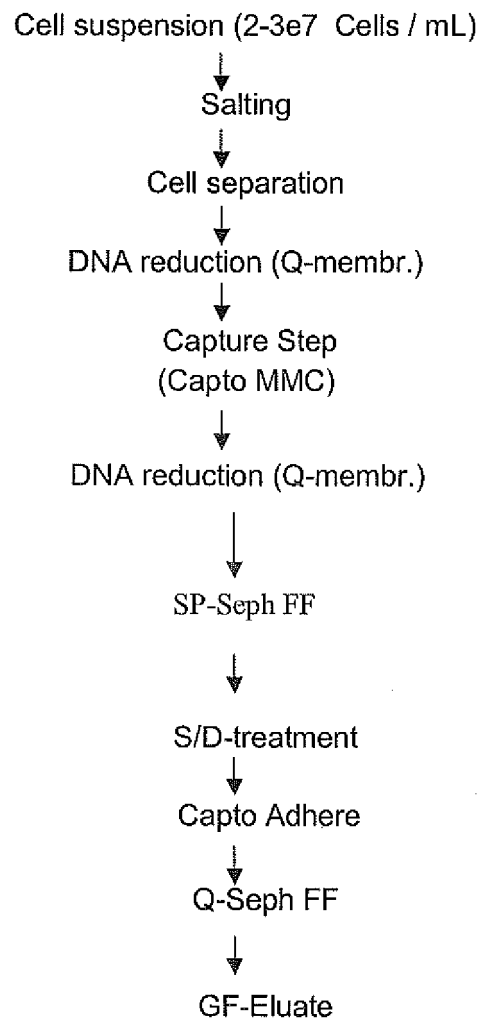 Cell suspension (2-3e7 Cells / mL)
Salting
Cell separation
DNA reduction (Q-membr.)
Capture Step
(Capto MMC)
DNA reduction (Q-membr.)
SP-Seph FF
S/D-treatment
Capto Adhere
Q-Seph FF
GF-Eluate